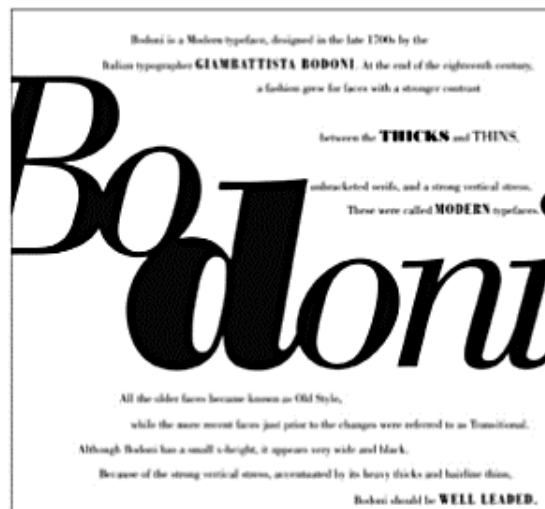 Bodoni is a Modern typeface, designed in the late 1700s by the
Italian typographer GIAMBATTISTA BODONI. At the end of the eighteenth century,
a fashion grew for faces with a stronger contrast
between the THICKS and THINS,
unbracketed serifs, and a strong vertical stress.
These were called MODERN typefaces.
Bodoni
All the older faces became known as Old Style,
while the more recent faces just prior to the changes were referred to as Transitional.
Although Bodoni has a small x-height, it appears very wide and black.
Because of the strong vertical stress, accentuated by its heavy thicks and hairline thins,
Bodoni should be WELL LEADED.